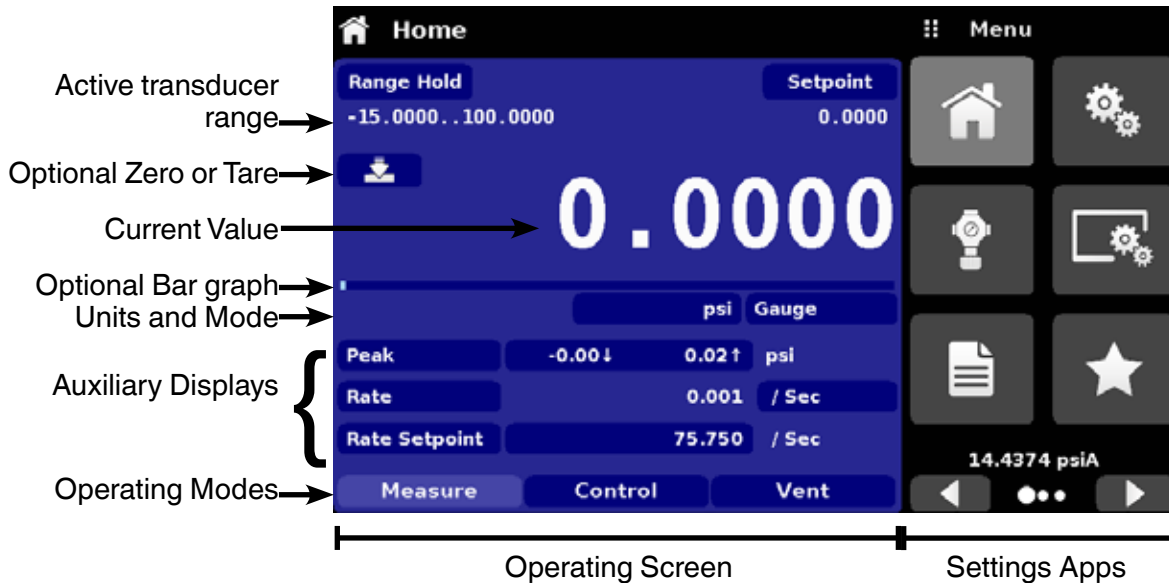 Home
Menu
Active transducer
range
Range Hold
Setpoint
-15.0000..100.0000
0.0000
Optional Zero or Tare
Current Value
0.0000
Optional Bar graph
Units and Mode
psi
Gauge
Auxiliary Displays
Peak
-0.00↓
0.02↑
psi
Rate
0.001
/ Sec
Rate Setpoint
75.750
/ Sec
Operating Modes
Measure
Control
Vent
14.4374 psiA
Operating Screen
Settings Apps